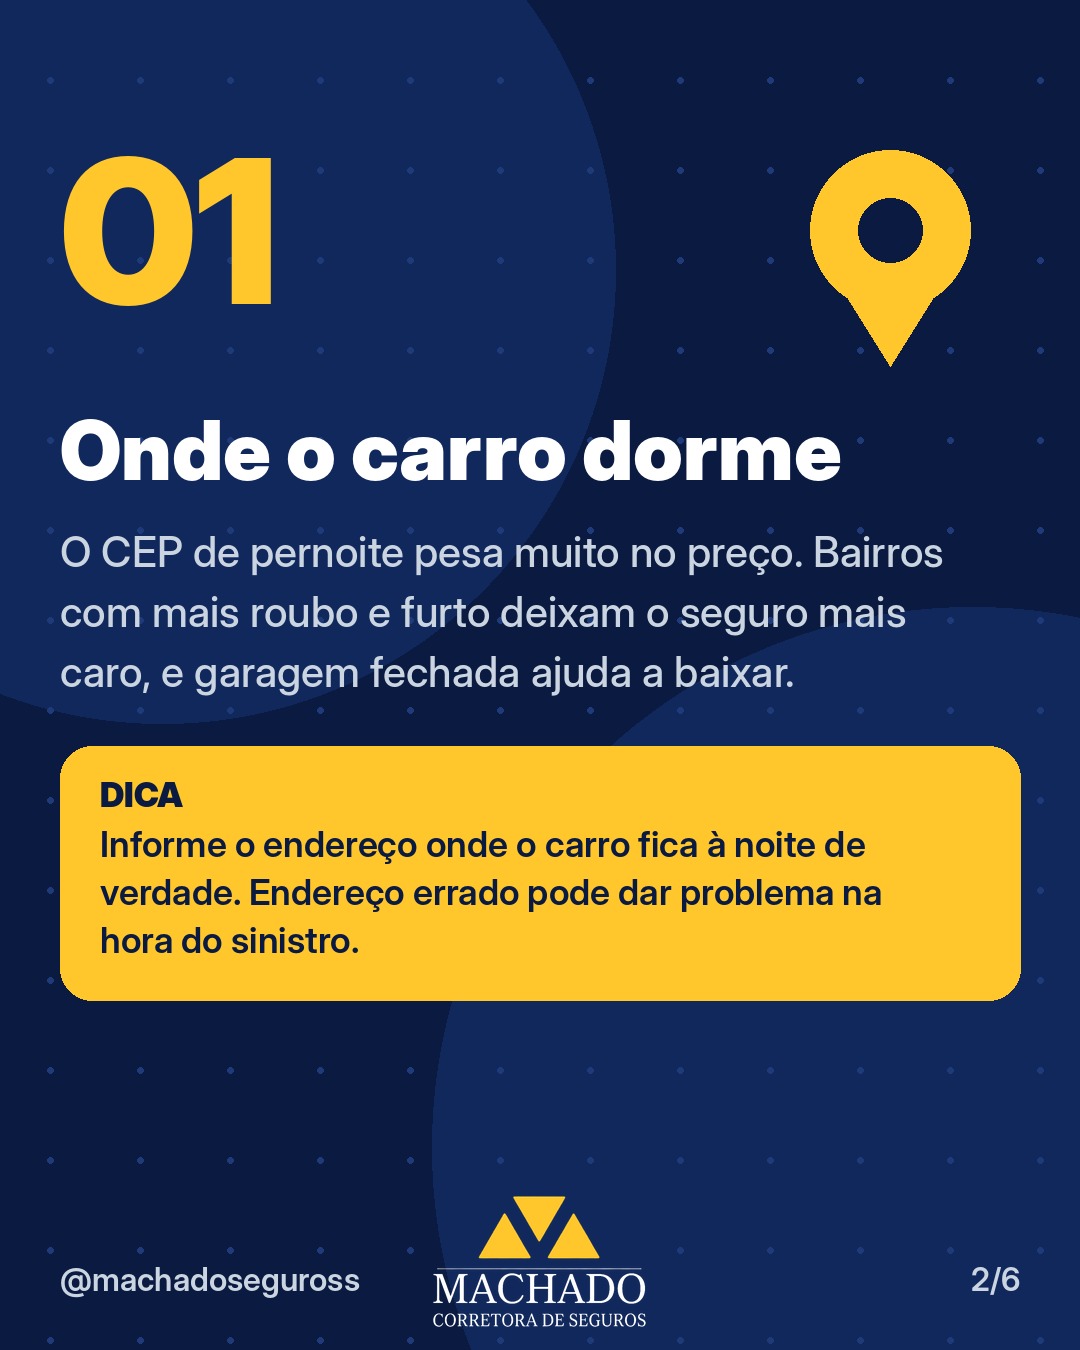 01
Onde o carro dorme
O CEP de pernoite pesa muito no preço. Bairros
com mais roubo e furto deixam o seguro mais
caro, e garagem fechada ajuda a baixar.
DICA
Informe o endereço onde o carro fica à noite de
verdade. Endereço errado pode dar problema na
hora do sinistro.
@machadoseguross
MACHADO
CORRETORA DE SEGUROS
2/6